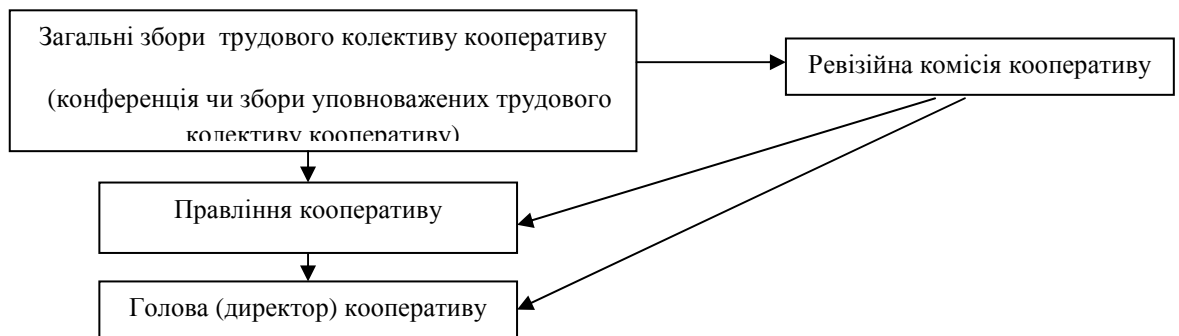 Загальні збори трудового колективу кооперативу
(конференція чи збори уповноважених трудового
колективу кооперативу)
Ревізійна комісія кооперативу
Правління кооперативу
Голова (директор) кооперативу